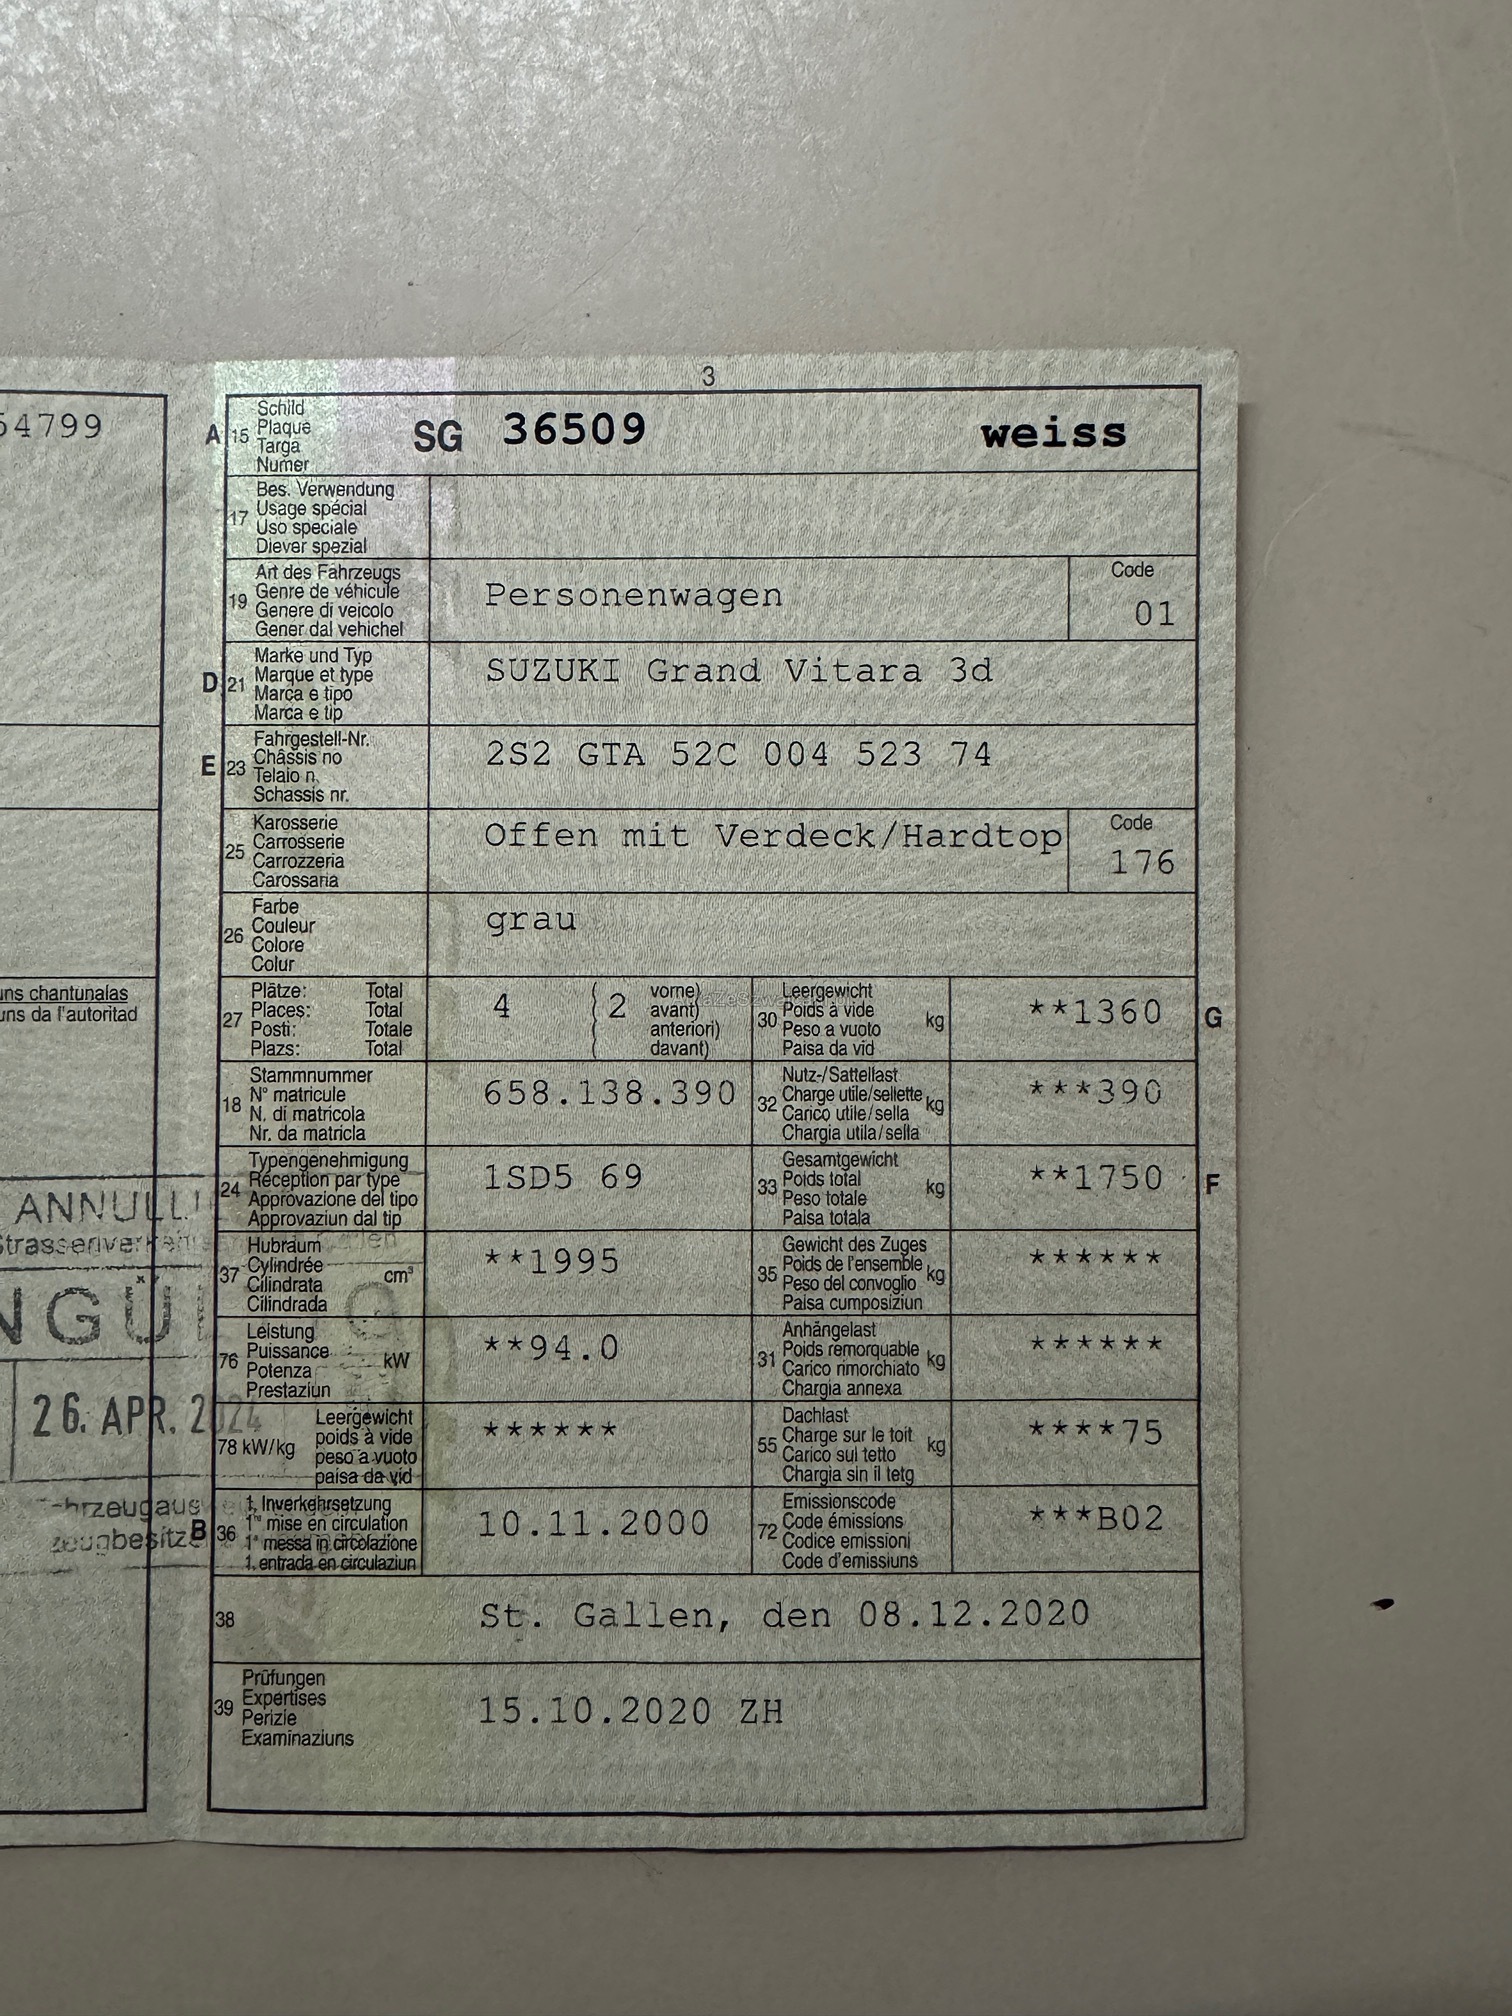 3
54799
A 15 Schild Plaque Targa Numer SG 36509 weiss
17 Bes. Verwendung Usage spécial Uso speciale Diever spezial
19 Art des Fahrzeugs Genre de véhicule Genere di veicolo Gener dal vehichel Personenwagen Code 01
D 21 Marke und Typ Marque et type Marca e tipo Marca e tip SUZUKI Grand Vitara 3d
E 23 Fahrgestell-Nr. Châssis no Telaio n. Schassis nr. 2S2 GTA 52C 004 523 74
25 Karosserie Carrosserie Carrozzeria Carossaria Offen mit Verdeck/Hardtop Code 176
26 Farbe Couleur Colore Colur grau
uns chantunalas
uns da l'autoritad
27 Plätze: Total Places: Total Posti: Totale Plazs: Total 4 ( 2 vorne) avant) anteriori) davant)
30 Leergewicht Poids à vide Peso a vuoto Paisa da vid kg **1360 G
18 Stammnummer N° matricule N. di matricola Nr. da matricla 658.138.390
32 Nutz-/Sattellast Charge utile/sellette Carico utile/sella Chargia utila/sella kg ***390
24 Typengenehmigung Réception par type Approvazione del tipo Approvaziun dal tip 1SD5 69
33 Gesamtgewicht Poids total Peso totale Paisa totala kg **1750 F
37 Hubraum Cylindrée Cilindrata Cilindrada cm³ **1995
35 Gewicht des Zuges Poids de l'ensemble Peso del convoglio Paisa cumposiziun kg ******
76 Leistung Puissance Potenza Prestaziun kW **94.0
31 Anhängelast Poids remorquable Carico rimorchiato Chargia annexa kg ******
78 kW/kg Leergewicht poids à vide peso a vuoto paisa da vid ******
55 Dachlast Charge sur le toit Carico sul tetto Chargia sin il tetg kg ****75
B 36 1. Inverkehrsetzung 1re mise en circulation 1a messa in circolazione 1. entrada en circulaziun 10.11.2000
72 Emissionscode Code émissions Codice emissioni Code d'emissiuns ***B02
38 St. Gallen, den 08.12.2020
39 Prüfungen Expertises Perizie Examinaziuns 15.10.2020 ZH
ANNULLI
NGÜL
26. APR. 2024